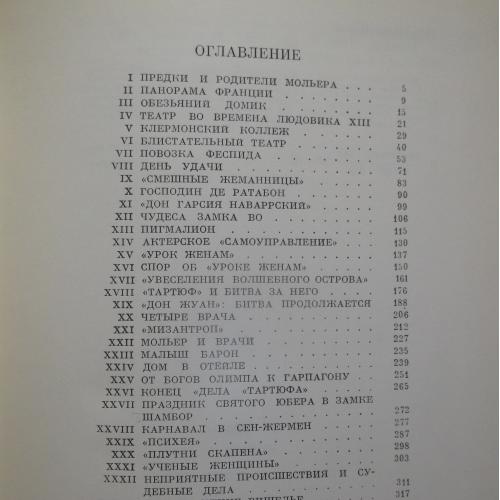 ОГЛАВЛЕНИЕ
I ПРЕДКИ И РОДИТЕЛИ МОЛЬЕРА . . . 5
II ПАНОРАМА ФРАНЦИИ . . . . . . . 9
III ОБЕЗЬЯНИЙ ДОМИК . . . . . . . 15
IV ТЕАТР ВО ВРЕМЕНА ЛЮДОВИКА XIII 21
V КЛЕРМОНСКИЙ КОЛЛЕЖ . . . . . . 29
VI БЛИСТАТЕЛЬНЫЙ ТЕАТР . . . . . . 40
VII ПОВОЗКА ФЕСПИДА . . . . . . . 53
VIII ДЕНЬ УДАЧИ . . . . . . . . . 71
IX «СМЕШНЫЕ ЖЕМАННИЦЫ» . . . . . 83
X ГОСПОДИН ДЕ РАТАБОН . . . . . . 90
XI «ДОН ГАРСИЯ НАВАРРСКИЙ» . . . . 99
XII ЧУДЕСА ЗАМКА ВО . . . . . . . 106
XIII ПИГМАЛИОН . . . . . . . . . 115
XIV АКТЕРСКОЕ «САМОУПРАВЛЕНИЕ» . . . 130
XV «УРОК ЖЕНАМ» . . . . . . . . 137
XVI СПОР ОБ «УРОКЕ ЖЕНАМ» . . . . . 150
XVII «УВЕСЕЛЕНИЯ ВОЛШЕБНОГО ОСТРОВА» 161
XVIII «ТАРТЮФ» И БИТВА ЗА НЕГО . . . . 176
XIX «ДОН ЖУАН»: БИТВА ПРОДОЛЖАЕТСЯ 188
XX ЧЕТЫРЕ ВРАЧА . . . . . . . . 206
XXI «МИЗАНТРОП» . . . . . . . . . 212
XXII МОЛЬЕР И ВРАЧИ . . . . . . . 227
XXIII МАЛЫШ БАРОН . . . . . . . . 235
XXIV ДОМ В ОТЕЙЛЕ . . . . . . . . 239
XXV ОТ БОГОВ ОЛИМПА К ГАРПАГОНУ . . . 251
XXVI КОНЕЦ «ДЕЛА «ТАРТЮФА» . . . . . 265
XXVII ПРАЗДНИК СВЯТОГО ЮБЕРА В ЗАМКЕ
ШАМБОР . . . . . . . . . . 272
XXVIII КАРНАВАЛ В СЕН-ЖЕРМЕН . . . . . 277
XXIX «ПСИХЕЯ» . . . . . . . . . . 287
XXX «ПЛУТНИ СКАПЕНА» . . . . . . 298
XXXI «УЧЕНЫЕ ЖЕНЩИНЫ» . . . . . . 303
XXXII НЕПРИЯТНЫЕ ПРОИСШЕСТВИЯ И СУ-
ДЕБНЫЕ ДЕЛА . . . . . . . . 311
317